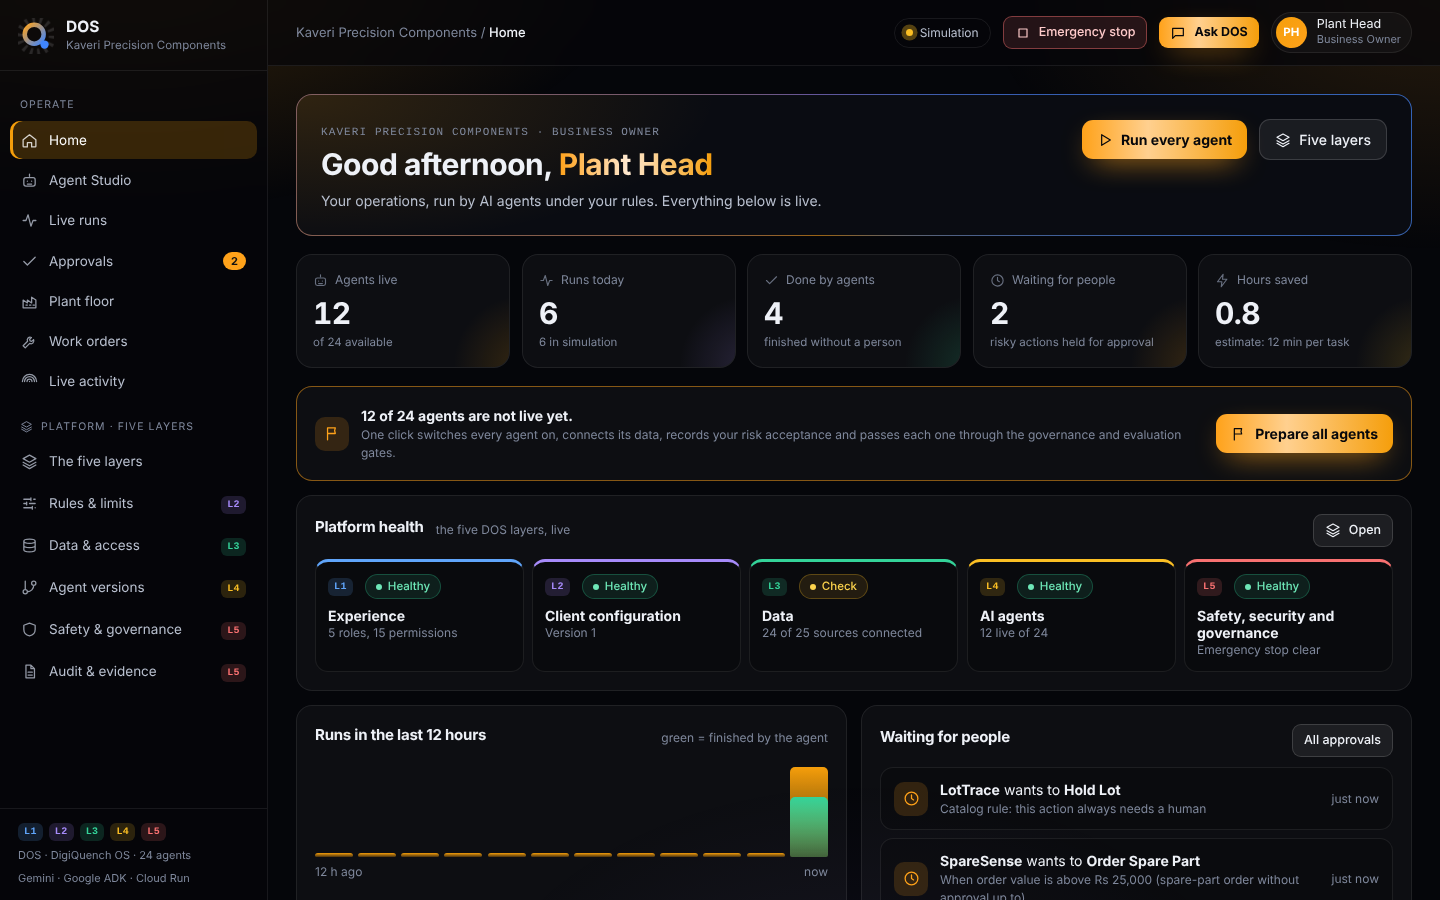 DOS
Kaveri Precision Components
OPERATE
Home
Agent Studio
Live runs
Approvals 2
Plant floor
Work orders
Live activity
PLATFORM · FIVE LAYERS
The five layers
Rules & limits L2
Data & access L3
Agent versions L4
Safety & governance L5
Audit & evidence L5
L1 L2 L3 L4 L5
DOS · DigiQuench OS · 24 agents
Gemini · Google ADK · Cloud Run
Kaveri Precision Components / Home
Simulation
Emergency stop
Ask DOS
PH
Plant Head
Business Owner
KAVERI PRECISION COMPONENTS · BUSINESS OWNER
Good afternoon, Plant Head
Your operations, run by AI agents under your rules. Everything below is live.
Run every agent
Five layers
Agents live
12
of 24 available
Runs today
6
6 in simulation
Done by agents
4
finished without a person
Waiting for people
2
risky actions held for approval
Hours saved
0.8
estimate: 12 min per task
12 of 24 agents are not live yet.
One click switches every agent on, connects its data, records your risk acceptance and passes each one through the governance and evaluation
gates.
Prepare all agents
Platform health the five DOS layers, live
Open
L1 Healthy
Experience
5 roles, 15 permissions
L2 Healthy
Client configuration
Version 1
L3 Check
Data
24 of 25 sources connected
L4 Healthy
AI agents
12 live of 24
L5 Healthy
Safety, security and
governance
Emergency stop clear
Runs in the last 12 hours
green = finished by the agent
12 h ago
now
Waiting for people
All approvals
LotTrace wants to Hold Lot
Catalog rule: this action always needs a human
just now
SpareSense wants to Order Spare Part
When order value is above Rs 25,000 (spare-part order without
approval up to)
just now